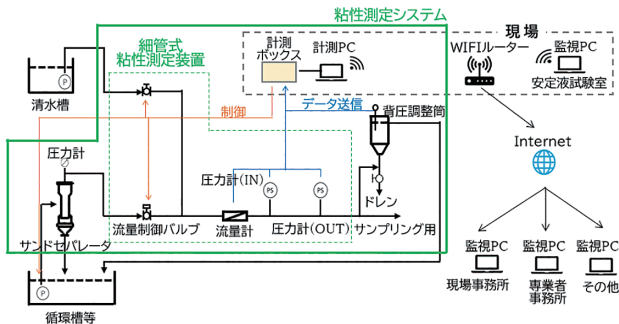 粘性測定システム
現場
細管式
粘性測定装置
計測
ボックス
計測PC
WIFIルーター
監視PC
安定液試験室
P
清水槽
制御
データ送信
背圧調整筒
圧力計
圧力計(IN)
Internet
PS
PS
ドレン
流量制御バルブ
流量計
圧力計(OUT)
サンプリング用
サンドセパレータ
監視PC
監視PC
監視PC
現場事務所
専業者
事務所
その他
P
循環槽等